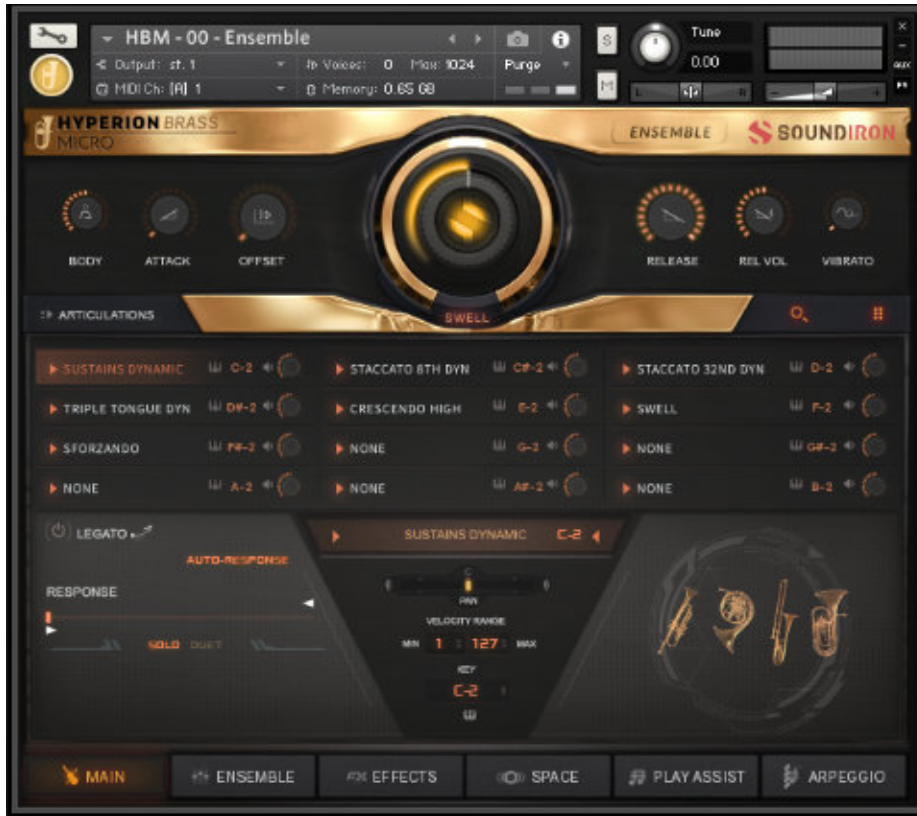 HBM - 00 - Ensemble
S
Tune
0.00
Output: st. 1
Voices: 0 Max: 1024
Purge
MIDI Ch: [A] 1
Memory: 0.65 GB
M
L
R
AUX
PV
HYPERION BRASS
MICRO
ENSEMBLE
SOUNDIRON
BODY
ATTACK
OFFSET
RELEASE
REL VOL
VIBRATO
ARTICULATIONS
SWELL
SUSTAINS DYNAMIC C-2
STACCATO 8TH DYN C#-2
STACCATO 32ND DYN D-2
TRIPLE TONGUE DYN D#-2
CRESCENDO HIGH E-2
SWELL F-2
SFORZANDO F#-2
NONE G-2
NONE G#-2
NONE A-2
NONE A#-2
NONE B-2
LEGATO
AUTO-RESPONSE
RESPONSE
SOLO DUET
SUSTAINS DYNAMIC C-2
C
PAN
VELOCITY RANGE
MIN 1 127 MAX
KEY
C-2
MAIN
ENSEMBLE
FX EFFECTS
SPACE
PLAY ASSIST
ARPEGGIO